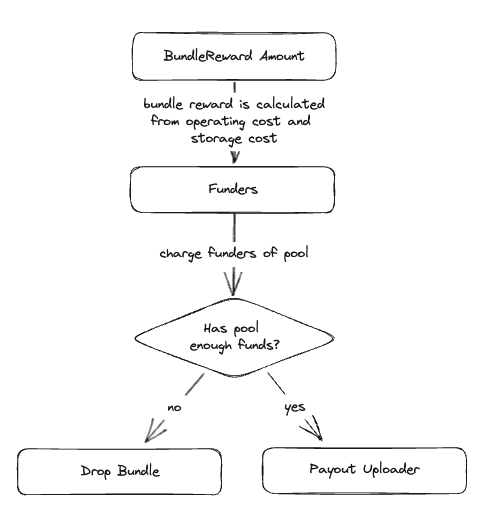 BundleReward Amount
bundle reward is calculated
from operating cost and
storage cost
Funders
charge funders of pool
Has pool
enough funds?
no
yes
Drop Bundle
Payout Uploader